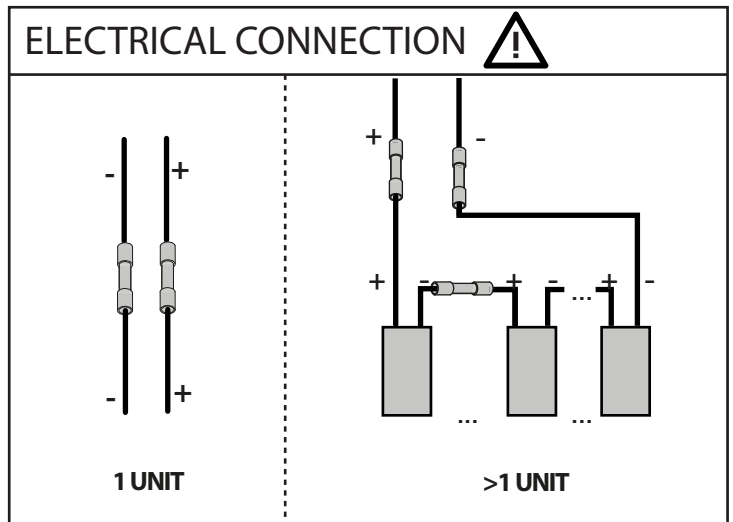 ELECTRICAL CONNECTION !
- +
- +
1 UNIT
+ -
+ - + - ... + -
... ...
>1 UNIT